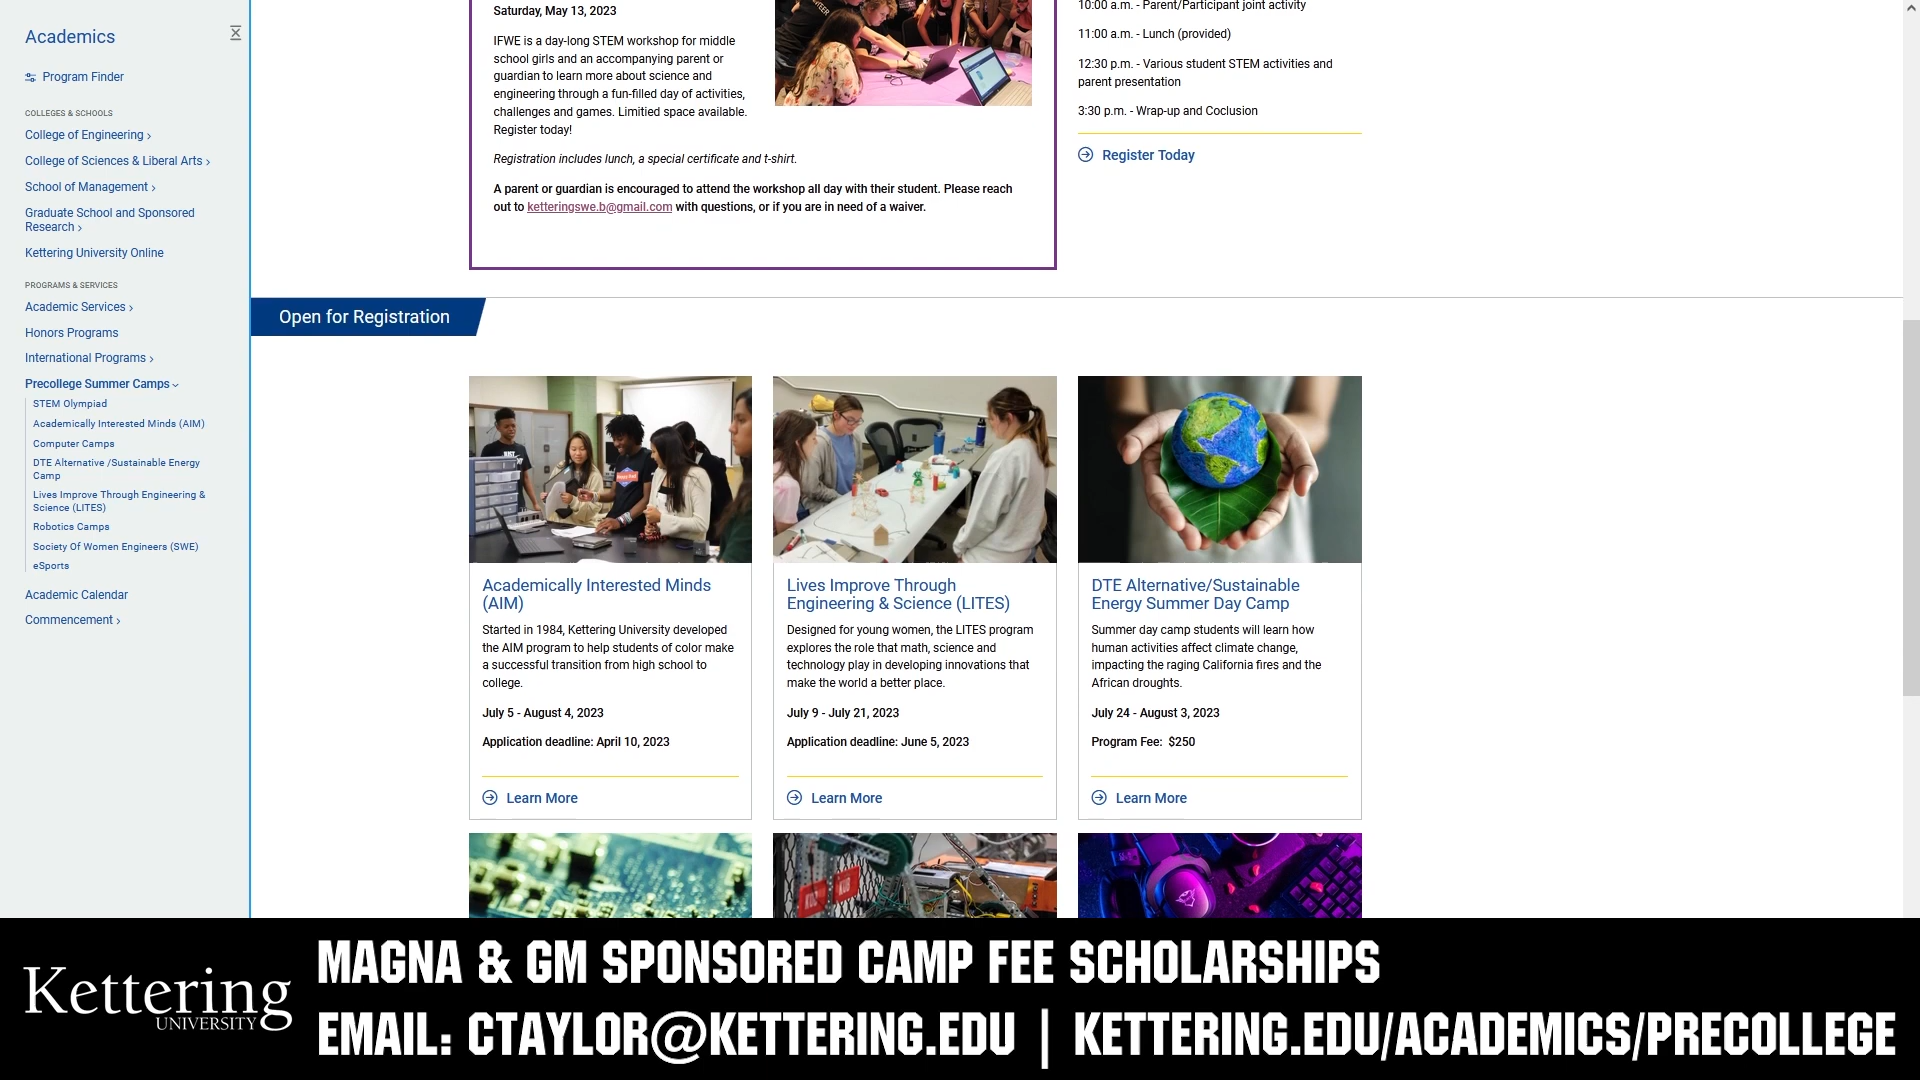 Academics
Program Finder
COLLEGES & SCHOOLS
College of Engineering
College of Sciences & Liberal Arts
School of Management
Graduate School and Sponsored
Research
Kettering University Online
PROGRAMS & SERVICES
Academic Services
Honors Programs
International Programs
Precollege Summer Camps
STEM Olympiad
Academically Interested Minds (AIM)
Computer Camps
DTE Alternative /Sustainable Energy
Camp
Lives Improve Through Engineering &
Science (LITES)
Robotics Camps
Society Of Women Engineers (SWE)
eSports
Academic Calendar
Commencement
Saturday, May 13, 2023
IFWE is a day-long STEM workshop for middle
school girls and an accompanying parent or
guardian to learn more about science and
engineering through a fun-filled day of activities,
challenges and games. Limitied space available.
Register today!
Registration includes lunch, a special certificate and t-shirt.
A parent or guardian is encouraged to attend the workshop all day with their student. Please reach
out to ketteringswe.b@gmail.com with questions, or if you are in need of a waiver.
10:00 a.m. - Parent/Participant joint activity
11:00 a.m. - Lunch (provided)
12:30 p.m. - Various student STEM activities and
parent presentation
3:30 p.m. - Wrap-up and Coclusion
Register Today
Open for Registration
Academically Interested Minds
(AIM)
Started in 1984, Kettering University developed
the AIM program to help students of color make
a successful transition from high school to
college.
July 5 - August 4, 2023
Application deadline: April 10, 2023
Learn More
Lives Improve Through
Engineering & Science (LITES)
Designed for young women, the LITES program
explores the role that math, science and
technology play in developing innovations that
make the world a better place.
July 9 - July 21, 2023
Application deadline: June 5, 2023
Learn More
DTE Alternative/Sustainable
Energy Summer Day Camp
Summer day camp students will learn how
human activities affect climate change,
impacting the raging California fires and the
African droughts.
July 24 - August 3, 2023
Program Fee: $250
Learn More
Kettering
UNIVERSITY
MAGNA & GM SPONSORED CAMP FEE SCHOLARSHIPS
EMAIL: CTAYLOR@KETTERING.EDU | KETTERING.EDU/ACADEMICS/PRECOLLEGE